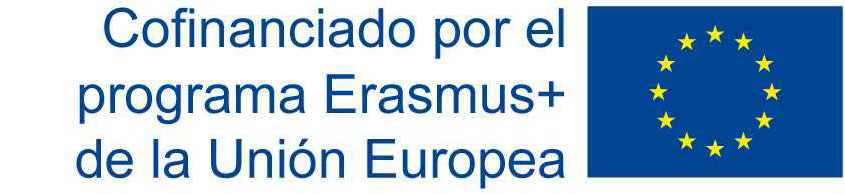 Cofinanciado por el
programa Erasmus+
de la Unión Europea